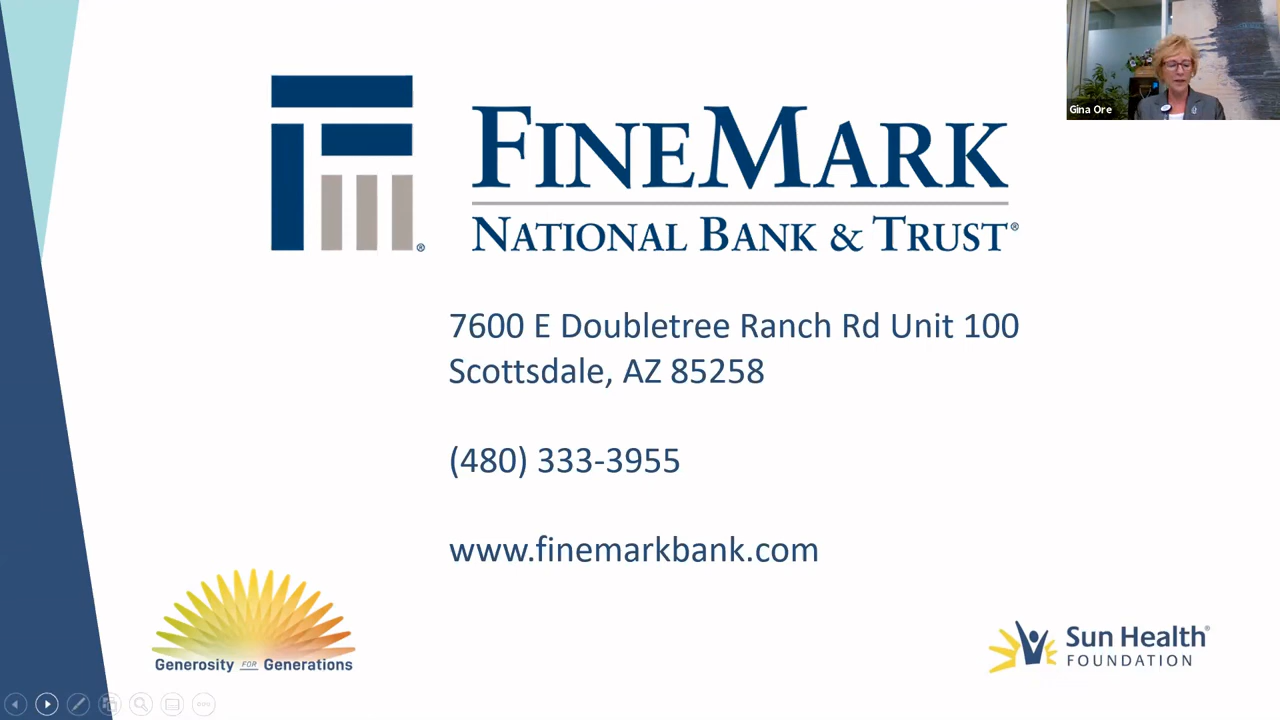 Gina Ore
FINEMARK
NATIONAL BANK & TRUST®
®
7600 E Doubletree Ranch Rd Unit 100
Scottsdale, AZ 85258
(480) 333-3955
www.finemarkbank.com
Generosity FOR Generations
Sun Health®
FOUNDATION